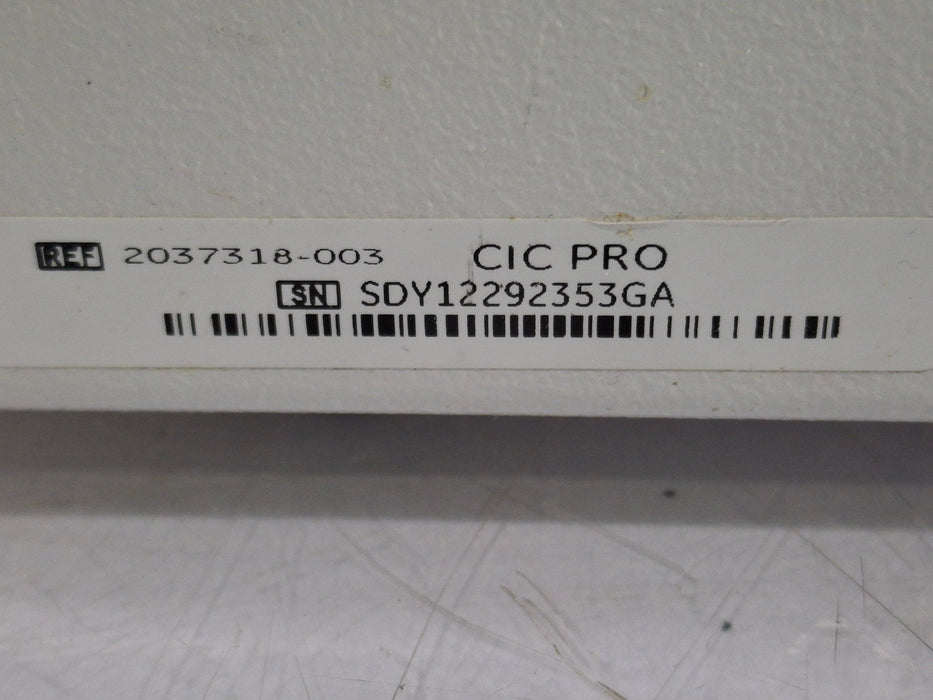 REF 2037318-003 CIC PRO
SN SDY12292353GA